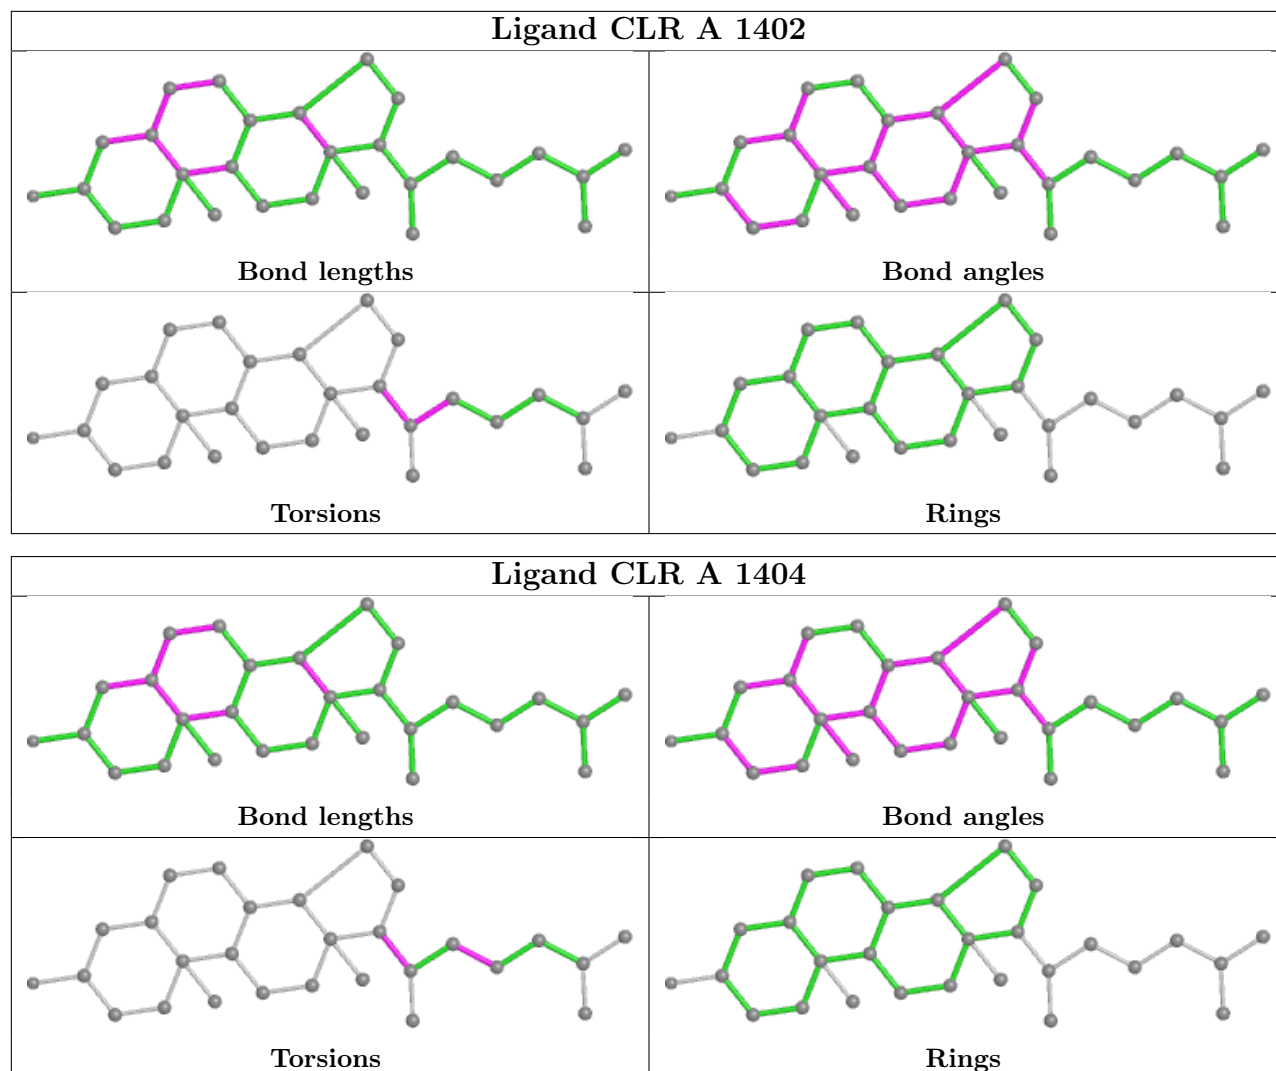 Ligand CLR A 1402
Bond lengths
Bond angles
Torsions
Rings
Ligand CLR A 1404
Bond lengths
Bond angles
Torsions
Rings